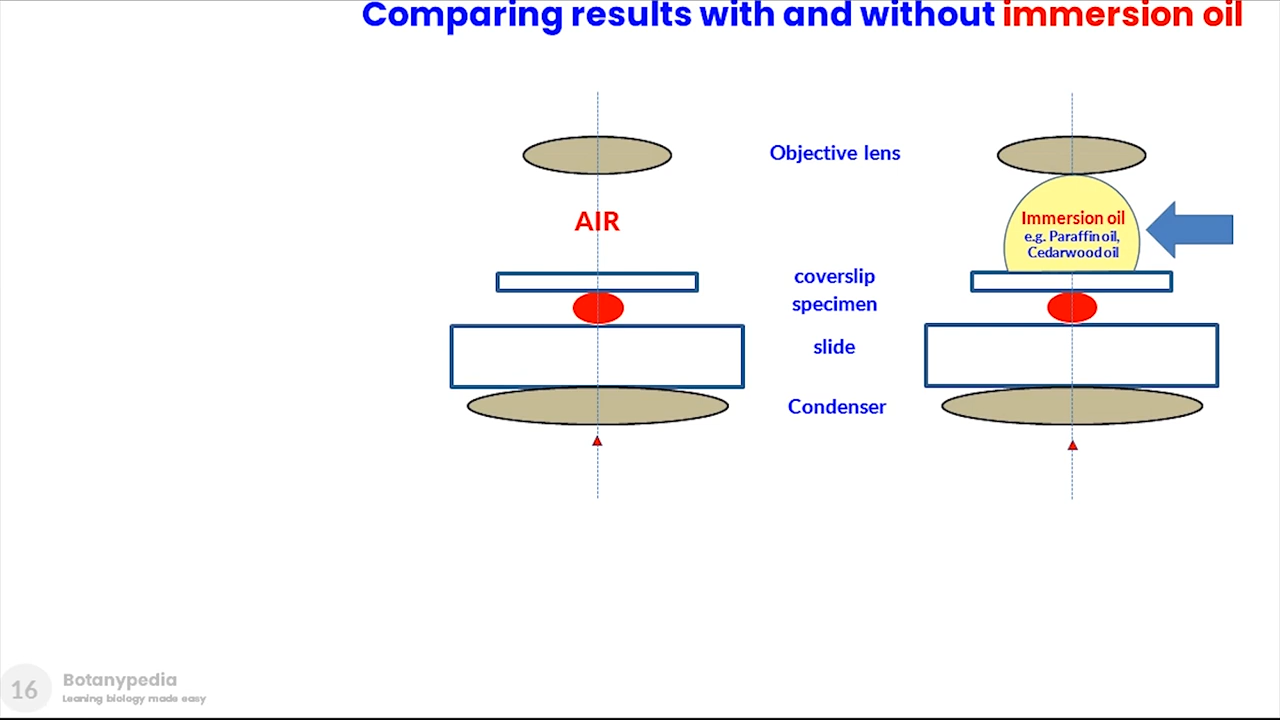 Comparing results with and without immersion oil
Objective lens
AIR
Immersion oil
e.g. Paraffin oil,
Cedarwood oil
coverslip
specimen
slide
Condenser
16
Botanypedia
Leaning biology made easy